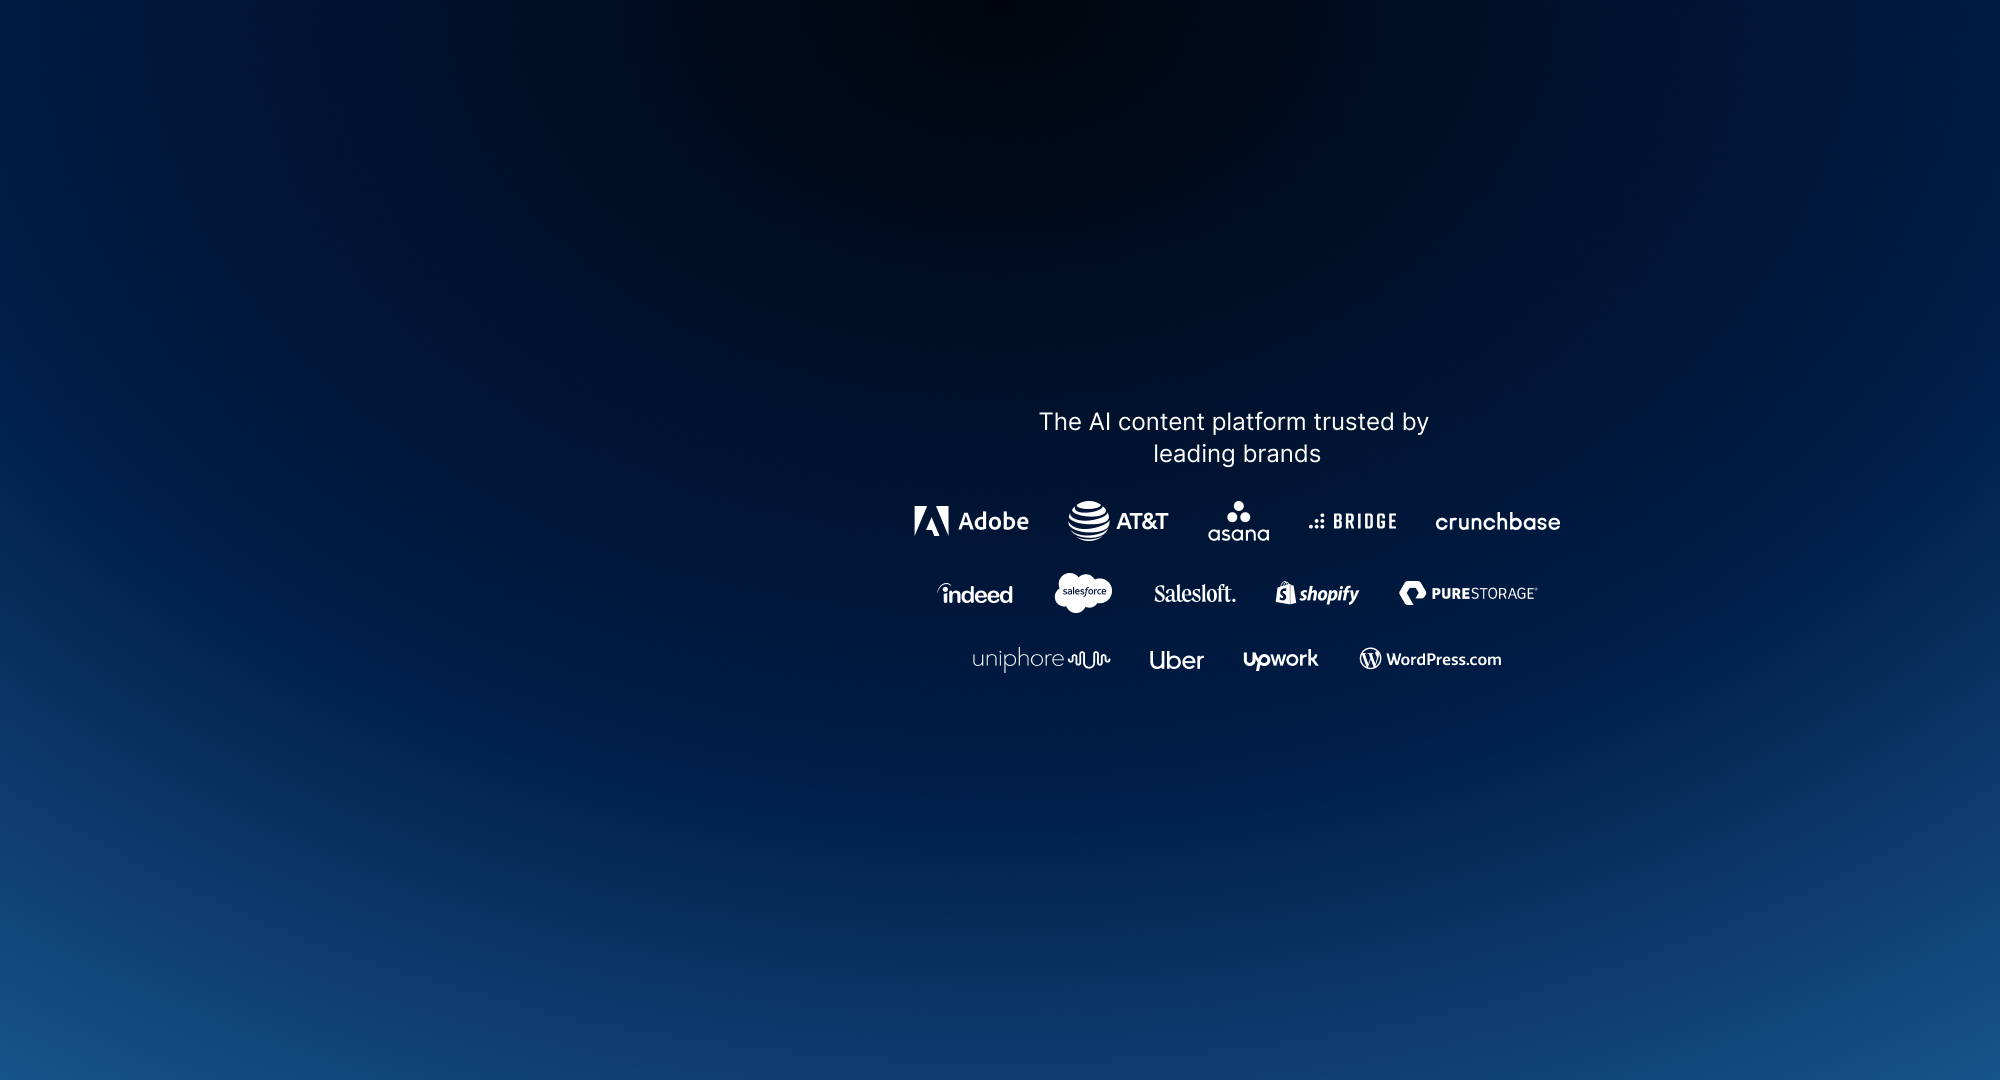 The AI content platform trusted by
leading brands
Adobe AT&T asana BRIDGE crunchbase
indeed salesforce Salesloft. shopify PURESTORAGE®
uniphore Uber upwork WordPress.com